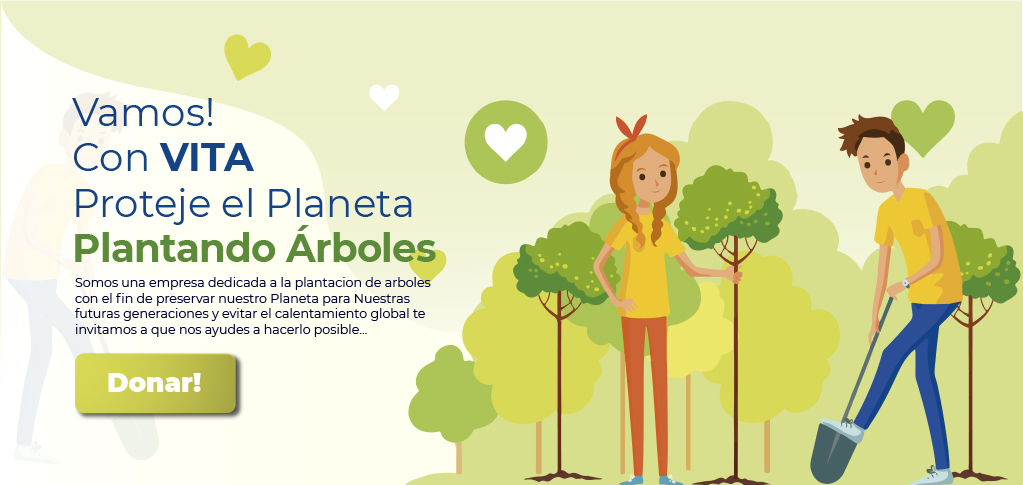 Vamos!
Con VITA
Proteje el Planeta
Plantando Árboles
Somos una empresa dedicada a la plantacion de arboles
con el fin de preservar nuestro Planeta para Nuestras
futuras generaciones y evitar el calentamiento global te
invitamos a que nos ayudes a hacerlo posible...
Donar!